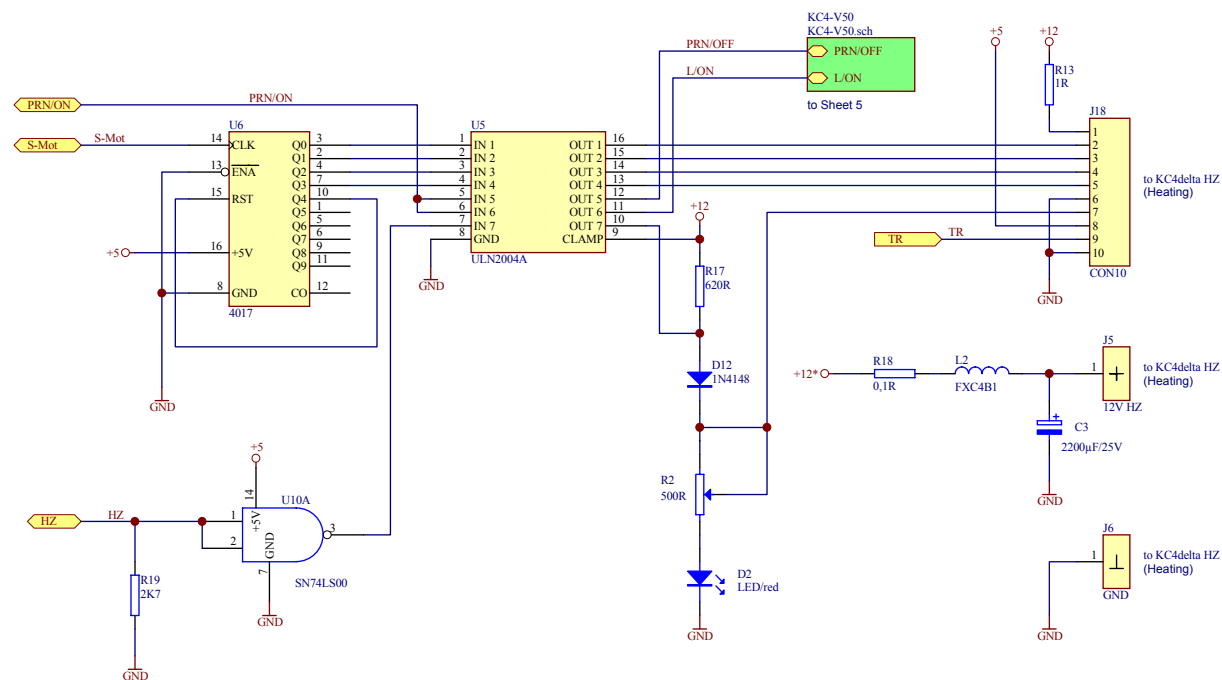 KC4-V50
KC4-V50.sch
PRN/OFF
PRN/OFF
L/ON
L/ON
to Sheet 5
+5
+12
R13
1R
J18
1
2
3
4
5
6
7
8
9
10
CON10
to KC4delta HZ
(Heating)
GND
TR
TR
PRN/ON
PRN/ON
S-Mot
S-Mot
U6
14 CLK
13 ENA
15 RST
16 +5V
8 GND
Q0 3
Q1 2
Q2 4
Q3 7
Q4 10
Q5 1
Q6 5
Q7 6
Q8 9
Q9 11
CO 12
4017
+5
GND
U5
1 IN 1
2 IN 2
3 IN 3
4 IN 4
5 IN 5
6 IN 6
7 IN 7
8 GND
OUT 1 16
OUT 2 15
OUT 3 14
OUT 4 13
OUT 5 12
OUT 6 11
OUT 7 10
CLAMP 9
ULN2004A
GND
+12
R17
620R
D12
1N4148
R2
500R
D2
LED/red
GND
+12*
R18
0,1R
L2
FXC4B1
J5
1
+
12V HZ
to KC4delta HZ
(Heating)
C3
+
2200µF/25V
GND
J6
1
GND
to KC4delta HZ
(Heating)
GND
+5
14
U10A
+5V
GND
HZ
HZ
1
2
3
7
SN74LS00
GND
R19
2K7
GND